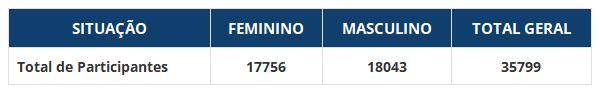 SITUAÇÃO FEMININO MASCULINO TOTAL GERAL
Total de Participantes 17756 18043 35799